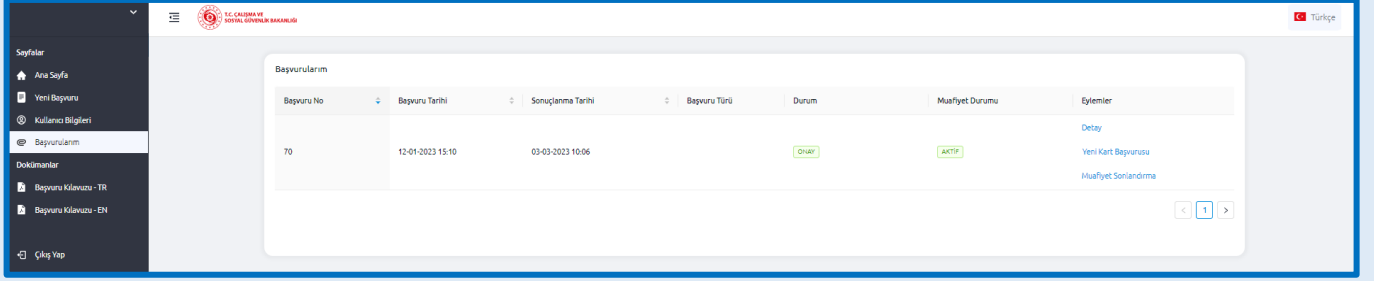 T.C. ÇALIŞMA VE
SOSYAL GÜVENLİK BAKANLIĞI
Türkçe
Sayfalar
Ana Sayfa
Yeni Başvuru
Kullanıcı Bilgileri
Başvurularım
Dokümanlar
Başvuru Kılavuzu - TR
Başvuru Kılavuzu - EN
Çıkış Yap
Başvurularım
Başvuru No Başvuru Tarihi Sonuçlanma Tarihi Başvuru Türü Durum Muafiyet Durumu Eylemler
Detay
70 12-01-2023 15:10 03-03-2023 10:06 ONAY AKTİF Yeni Kart Başvurusu
Muafiyet Sonlandırma
< 1 >